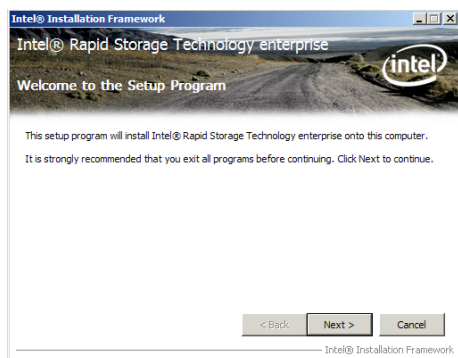 Intel® Installation Framework
Intel® Rapid Storage Technology enterprise
intel
Welcome to the Setup Program
This setup program will install Intel® Rapid Storage Technology enterprise onto this computer.
It is strongly recommended that you exit all programs before continuing. Click Next to continue.
< Back Next > Cancel
Intel® Installation Framework